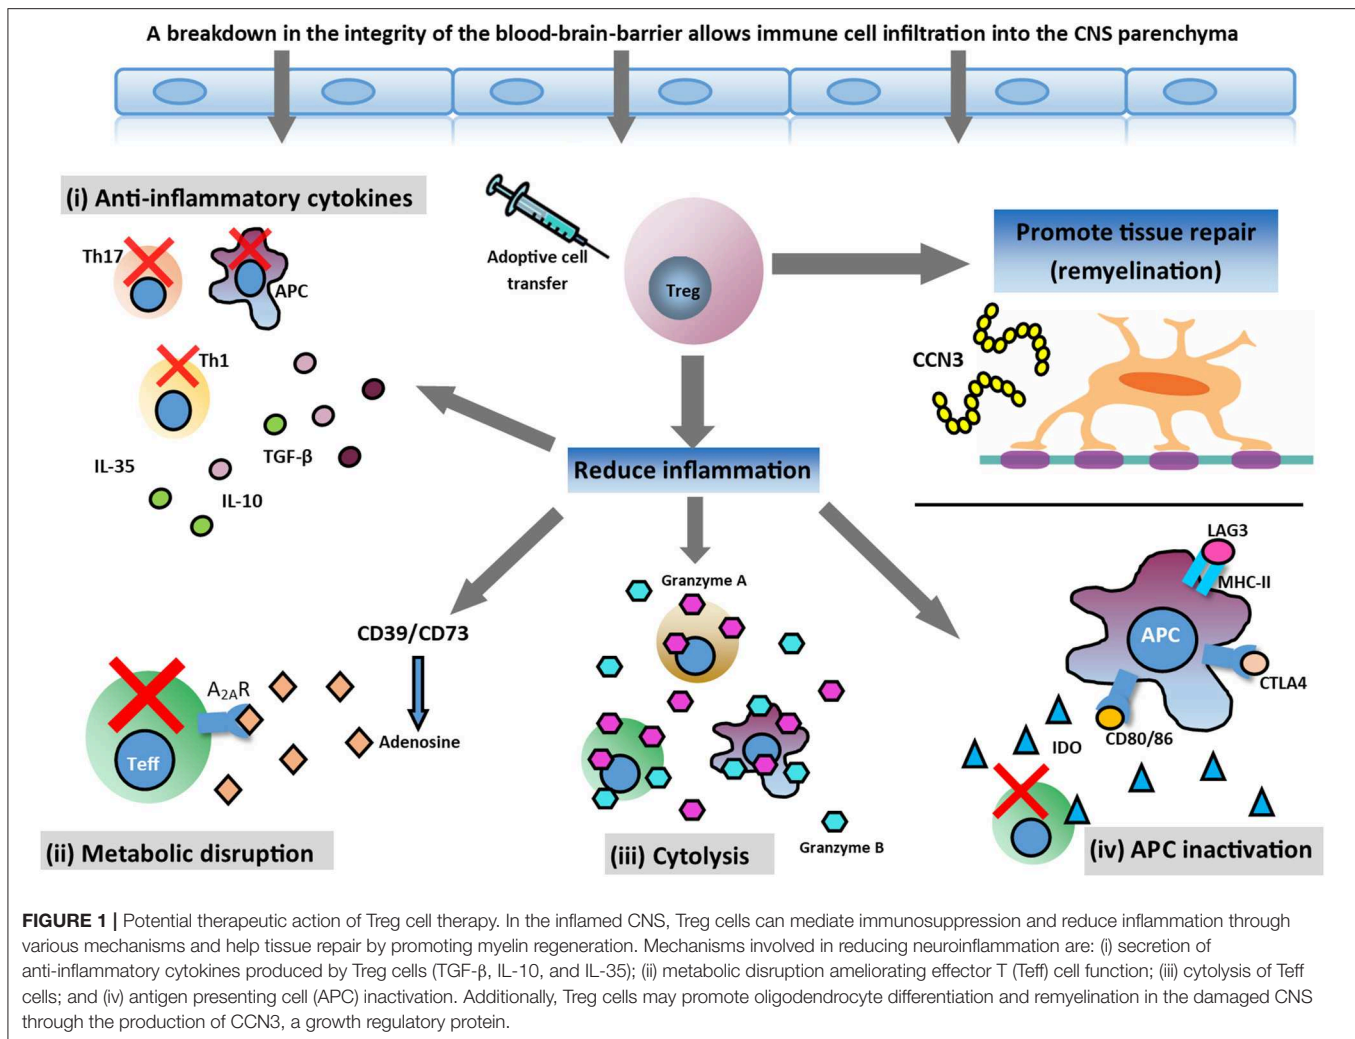 A breakdown in the integrity of the blood-brain-barrier allows immune cell infiltration into the CNS parenchyma
(i) Anti-inflammatory cytokines
Th17
APC
Th1
IL-35
TGF-β
IL-10
Adoptive cell
transfer
Treg
Promote tissue repair
(remyelination)
CCN3
Reduce inflammation
CD39/CD73
Adenosine
A2AR
Teff
(ii) Metabolic disruption
Granzyme A
Granzyme B
(iii) Cytolysis
LAG3
MHC-II
APC
CTLA4
CD80/86
IDO
(iv) APC inactivation
FIGURE 1 | Potential therapeutic action of Treg cell therapy. In the inflamed CNS, Treg cells can mediate immunosuppression and reduce inflammation through
various mechanisms and help tissue repair by promoting myelin regeneration. Mechanisms involved in reducing neuroinflammation are: (i) secretion of
anti-inflammatory cytokines produced by Treg cells (TGF-β, IL-10, and IL-35); (ii) metabolic disruption ameliorating effector T (Teff) cell function; (iii) cytolysis of Teff
cells; and (iv) antigen presenting cell (APC) inactivation. Additionally, Treg cells may promote oligodendrocyte differentiation and remyelination in the damaged CNS
through the production of CCN3, a growth regulatory protein.